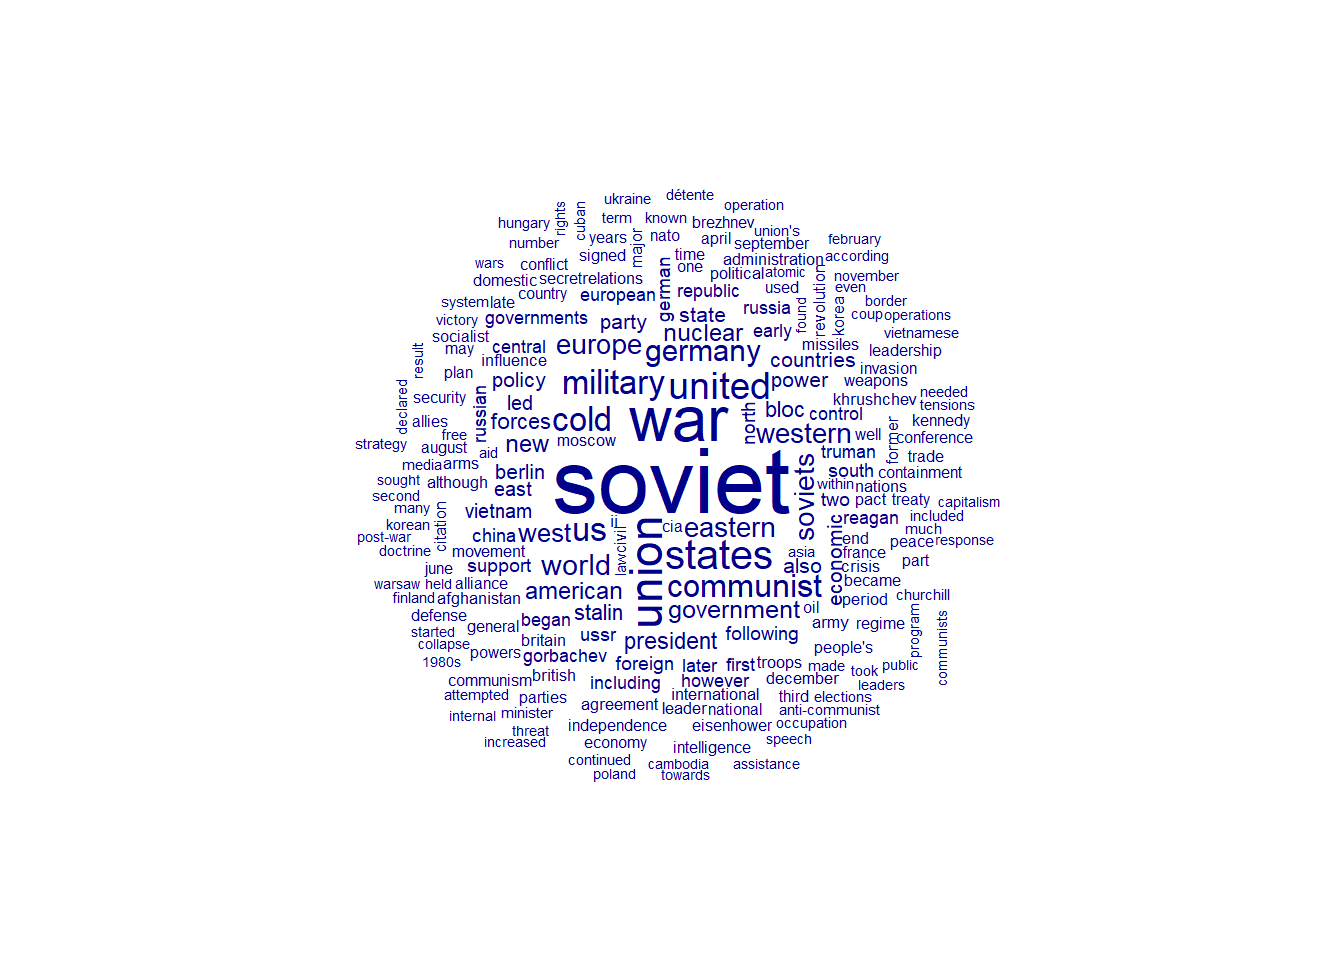 ukraine
détente
operation
hungary
rights
cuban
term
known
brezhnev
union's
number
years
nato
april
september
february
wars
conflict
signed
major
time
administration
according
domestic
secret
relations
german
one
political
atomic
november
system
late
country
european
republic
used
found
revolution
even
victory
governments
party
state
russia
korea
border
coup
operations
socialist
nuclear
early
missiles
vietnamese
result
may
central
europe
germany
leadership
influence
countries
invasion
plan
policy
military
united
power
weapons
declared
security
russian
led
khrushchev
needed
tensions
allies
forces
cold
war
north
bloc
control
kennedy
free
new
moscow
western
well
former
conference
strategy
august
aid
truman
trade
media
arms
berlin
soviet
soviets
south
containment
sought
although
east
within
nations
second
two
pact
treaty
capitalism
many
vietnam
korean
citation
china
west
us
ii
civil
law
union
cia
eastern
economic
reagan
included
much
post-war
end
peace
response
doctrine
movement
states
asia
france
june
support
world
also
crisis
part
warsaw
held
alliance
american
communist
became
finland
afghanistan
period
churchill
defense
stalin
government
oil
started
general
began
army
regime
program
collapse
britain
ussr
president
following
people's
communists
1980s
powers
gorbachev
foreign
later
first
troops
made
took
public
communism
british
including
however
december
leaders
attempted
parties
international
third
elections
agreement
leader
national
anti-communist
internal
minister
independence
eisenhower
occupation
threat
increased
economy
intelligence
speech
continued
cambodia
assistance
poland
towards